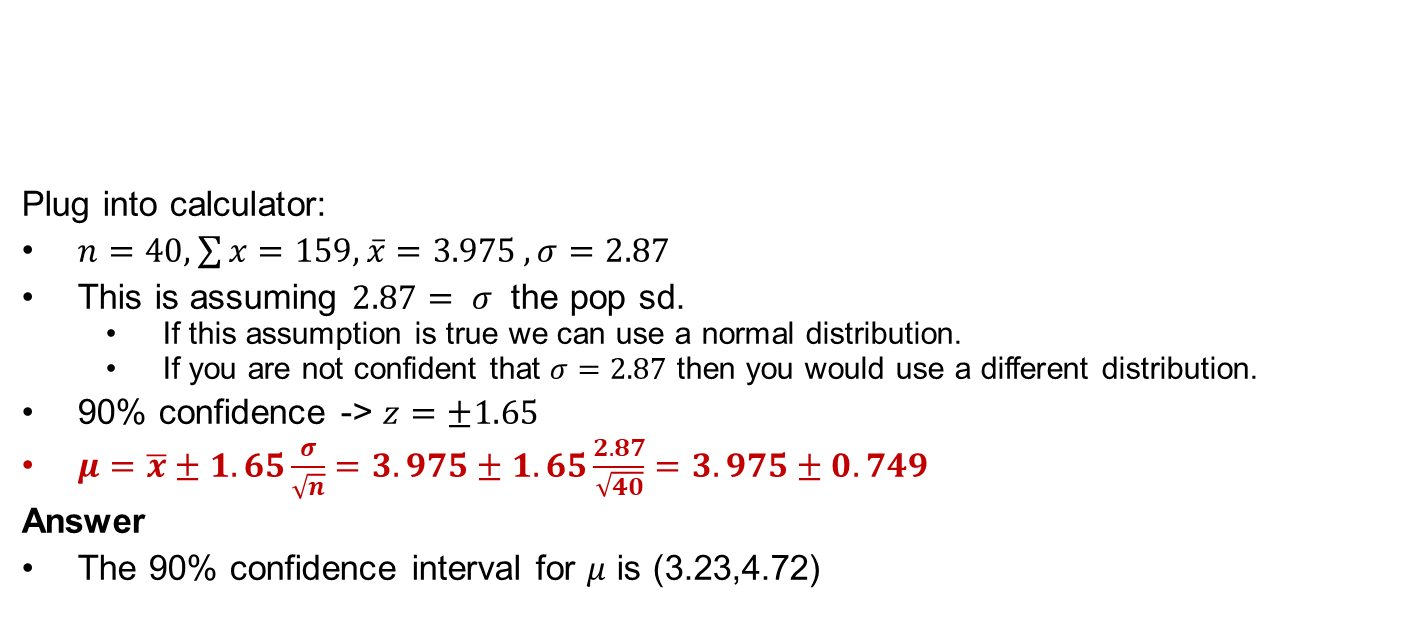 Plug into calculator:
• n = 40, ∑ x = 159, x̄ = 3.975 , σ = 2.87
• This is assuming 2.87 = σ the pop sd.
• If this assumption is true we can use a normal distribution.
• If you are not confident that σ = 2.87 then you would use a different distribution.
• 90% confidence -> z = ±1.65
• μ = x̄ ± 1.65 σ/√n = 3.975 ± 1.65 2.87/√40 = 3.975 ± 0.749
Answer
• The 90% confidence interval for μ is (3.23,4.72)